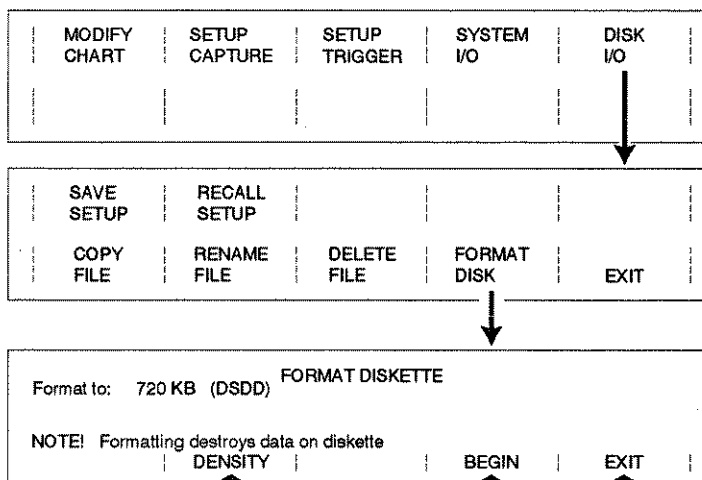 MODIFY SETUP SETUP SYSTEM DISK
CHART CAPTURE TRIGGER I/O I/O
SAVE RECALL
SETUP SETUP
COPY RENAME DELETE FORMAT
FILE FILE FILE DISK EXIT
FORMAT DISKETTE
Format to: 720 KB (DSDD)
NOTE! Formatting destroys data on diskette
DENSITY BEGIN EXIT